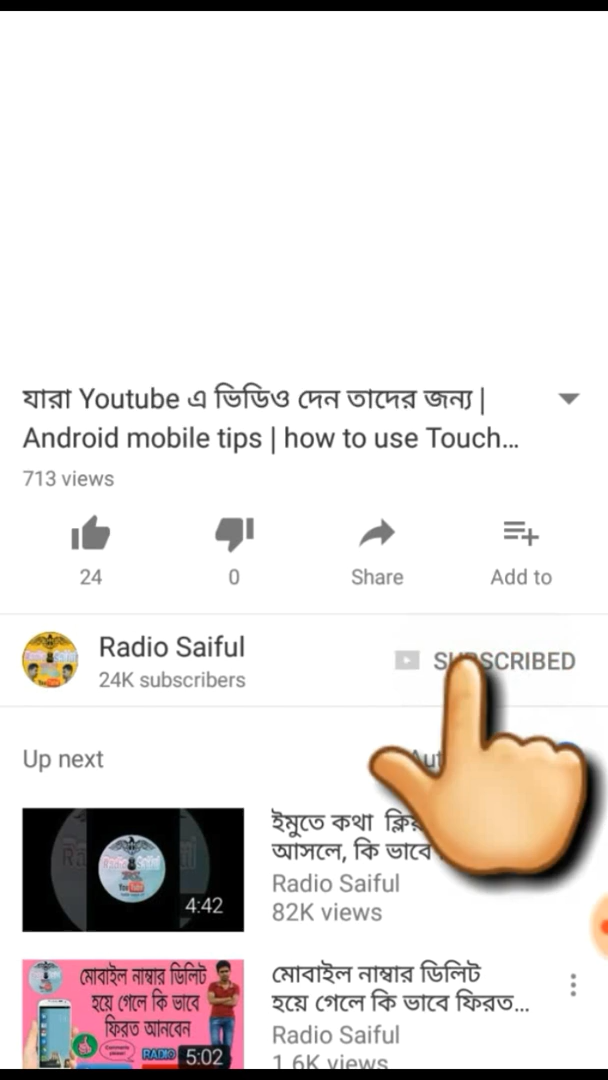 যারা Youtube এ ভিডিও দেন তাদের জন্য |
Android mobile tips | how to use Touch...
713 views
24
0
Share
Add to
Radio Saiful
SUBSCRIBED
24K subscribers
Up next
4:42
ইমুতে কথা
আসলে, কি ভাবে
Radio Saiful
82K views
মোবাইল নাম্বার ডিলিট
হয়ে গেলে কি ভাবে
ফিরত আনবেন
RADIO
5:02
মোবাইল নাম্বার ডিলিট
হয়ে গেলে কি ভাবে ফিরত...
Radio Saiful
1.6K views